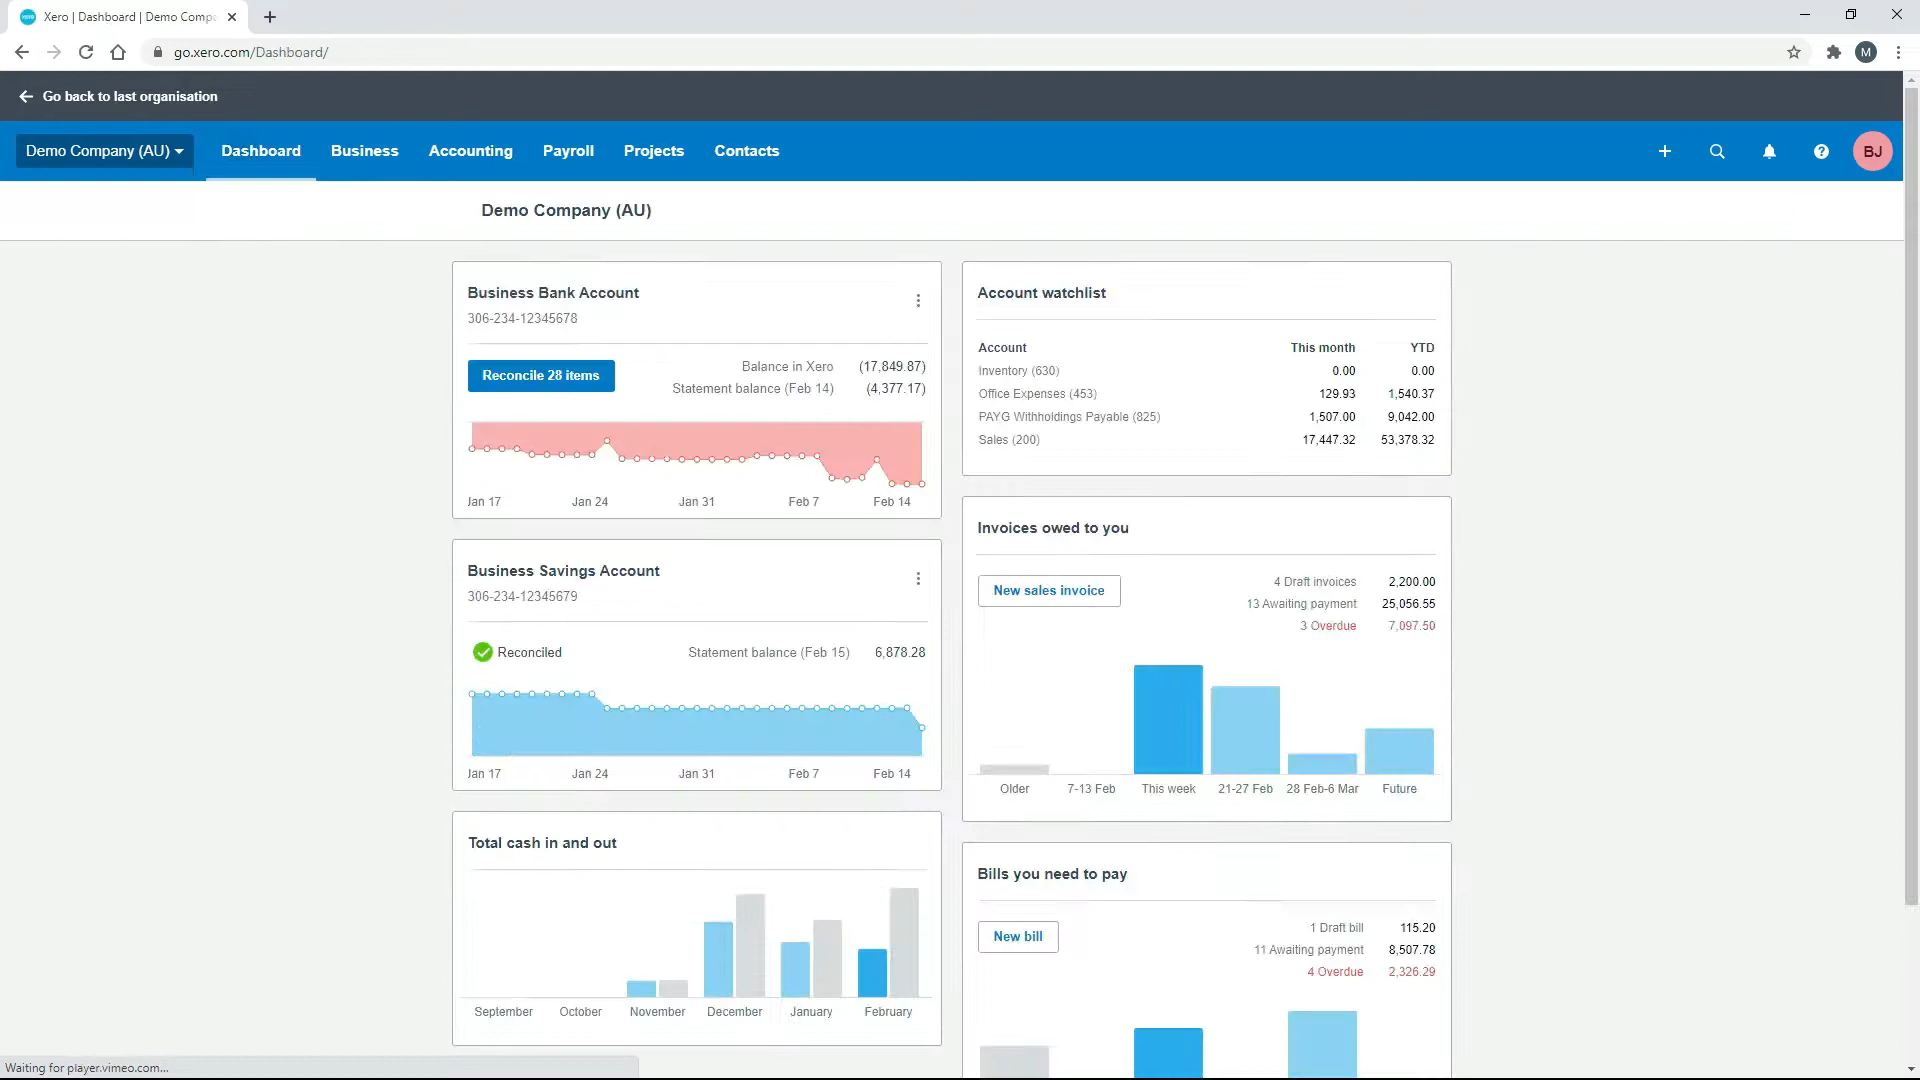 Xero | Dashboard | Demo Comp
go.xero.com/Dashboard/
M
Go back to last organisation
Demo Company (AU)
Dashboard
Business
Accounting
Payroll
Projects
Contacts
BJ
Demo Company (AU)
Business Bank Account
306-234-12345678
Reconcile 28 items
Balance in Xero (17,849.87)
Statement balance (Feb 14) (4,377.17)
Jan 17 Jan 24 Jan 31 Feb 7 Feb 14
Business Savings Account
306-234-12345679
Reconciled
Statement balance (Feb 15) 6,878.28
Jan 17 Jan 24 Jan 31 Feb 7 Feb 14
Total cash in and out
September October November December January February
Account watchlist
Account This month YTD
Inventory (630) 0.00 0.00
Office Expenses (453) 129.93 1,540.37
PAYG Withholdings Payable (825) 1,507.00 9,042.00
Sales (200) 17,447.32 53,378.32
Invoices owed to you
New sales invoice
4 Draft invoices 2,200.00
13 Awaiting payment 25,056.55
3 Overdue 7,097.50
Older 7-13 Feb This week 21-27 Feb 28 Feb-6 Mar Future
Bills you need to pay
New bill
1 Draft bill 115.20
11 Awaiting payment 8,507.78
4 Overdue 2,326.29
Waiting for player.vimeo.com...